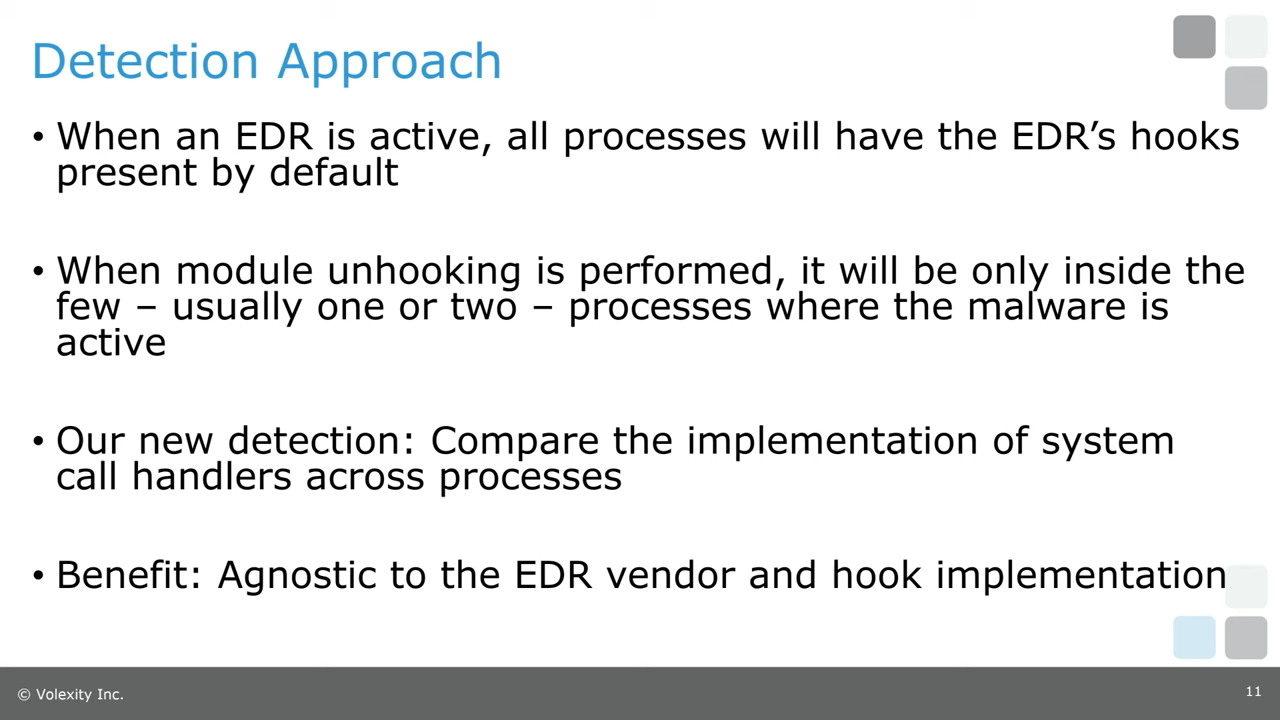 Detection Approach
• When an EDR is active, all processes will have the EDR’s hooks
present by default
• When module unhooking is performed, it will be only inside the
few – usually one or two – processes where the malware is
active
• Our new detection: Compare the implementation of system
call handlers across processes
• Benefit: Agnostic to the EDR vendor and hook implementation
© Volexity Inc.
11